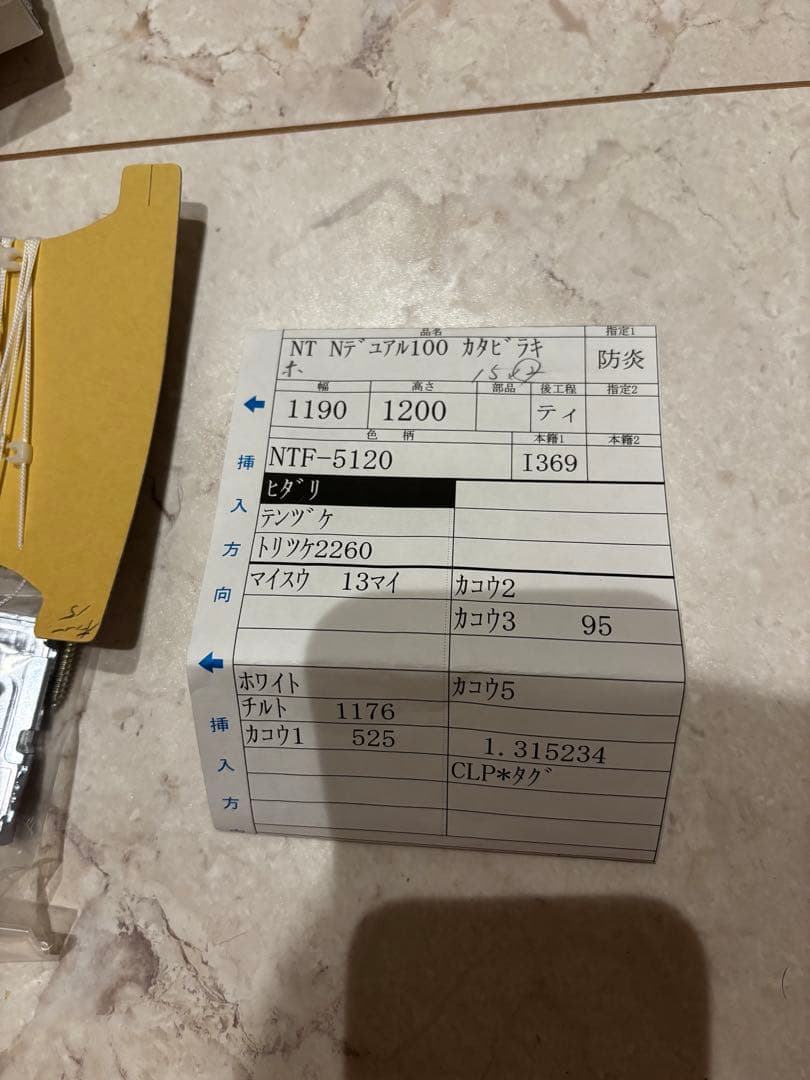 品名 指定1
NT Nデュアル100 カタビラキ 防炎
ホ
幅 高さ 部品 後工程 指定2
1190 1200 ティ
色 柄 本籍1 本籍2
NTF-5120 I369
ヒダリ
テンヅケ
トリツケ2260
マイスウ 13マイ カコウ2
カコウ3 95
ホワイト カコウ5
チルト 1176
カコウ1 525 1.315234
CLP*タグ
挿入方向
挿入方
15